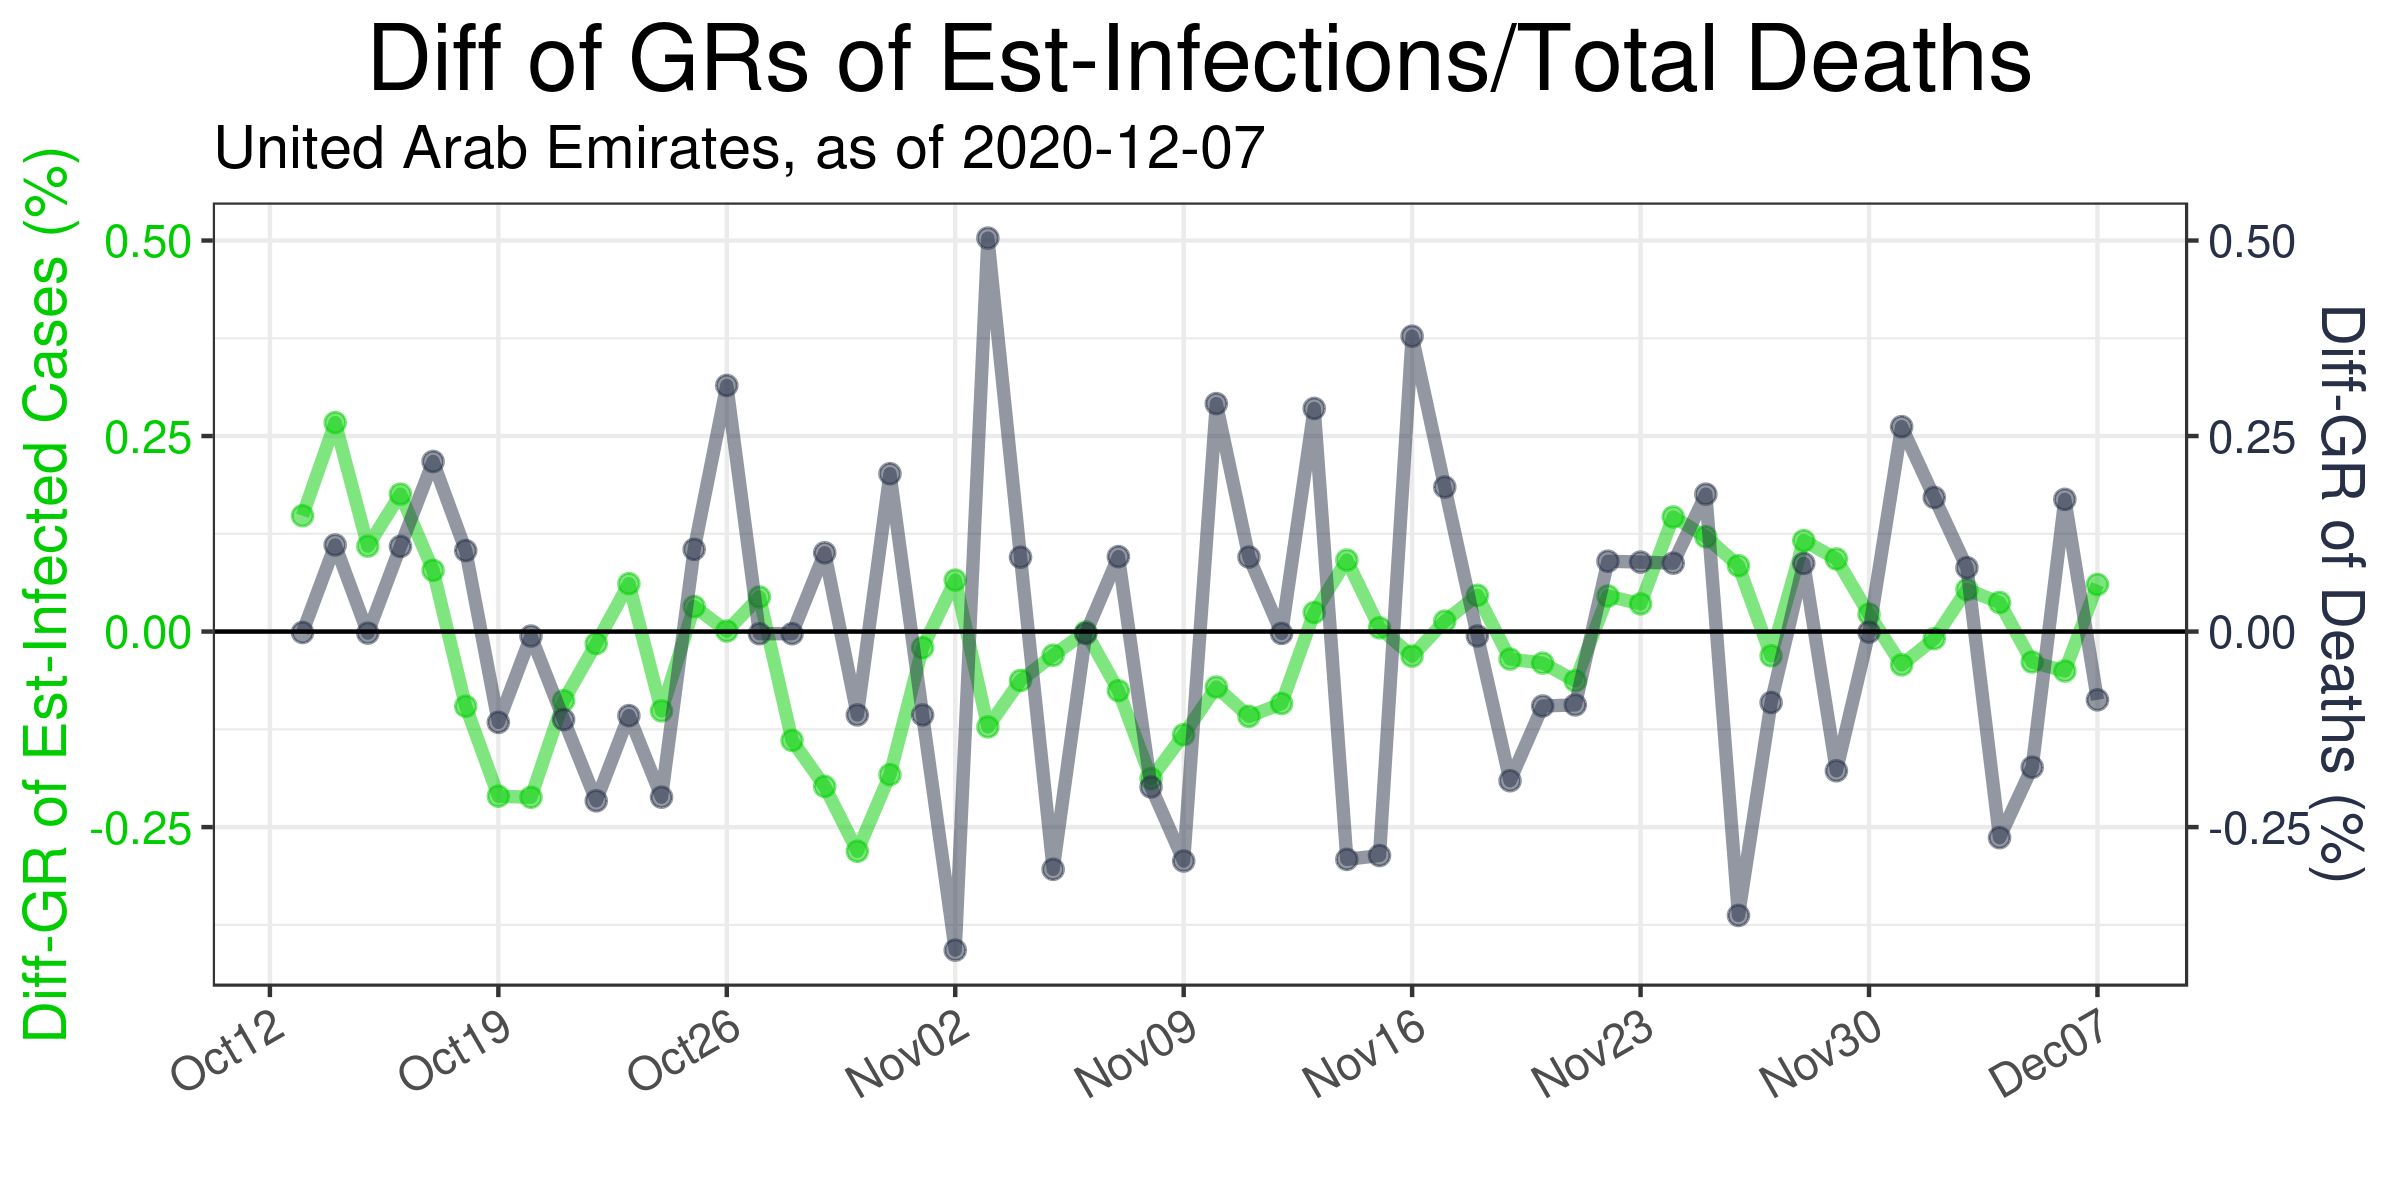 Diff of GRs of Est-Infections/Total Deaths
United Arab Emirates, as of 2020-12-07
Diff-GR of Est-Infected Cases (%)
0.50
0.25
0.00
-0.25
0.50
0.25
0.00
-0.25
Diff-GR of Deaths (%)
Oct12
Oct19
Oct26
Nov02
Nov09
Nov16
Nov23
Nov30
Dec07